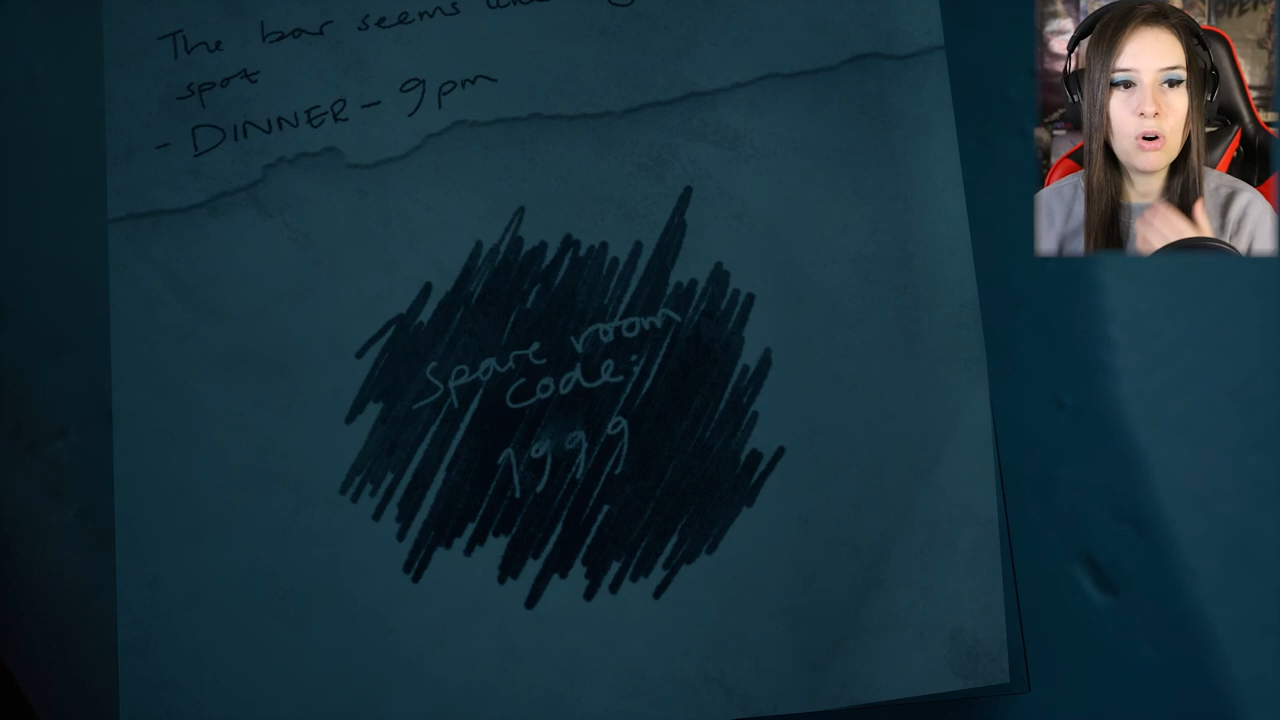 The bar seems
spot
- DINNER - 9pm
Spare room
code:
1999